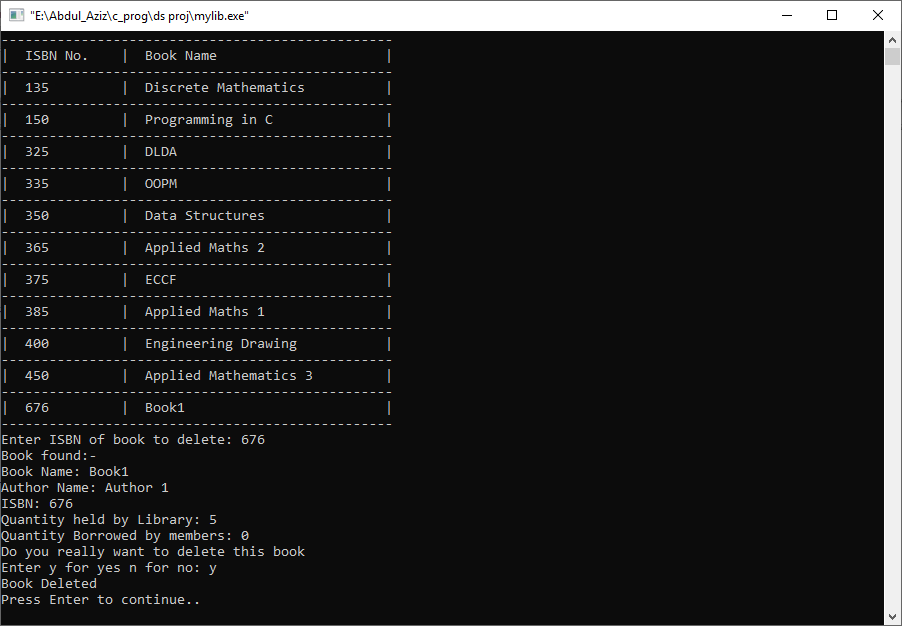 "E:\Abdul_Aziz\c_prog\ds proj\mylib.exe"
-------------------------------------------------
|  ISBN No.    |  Book Name                     |
-------------------------------------------------
|  135         |  Discrete Mathematics          |
-------------------------------------------------
|  150         |  Programming in C              |
-------------------------------------------------
|  325         |  DLDA                          |
-------------------------------------------------
|  335         |  OOPM                          |
-------------------------------------------------
|  350         |  Data Structures               |
-------------------------------------------------
|  365         |  Applied Maths 2               |
-------------------------------------------------
|  375         |  ECCF                          |
-------------------------------------------------
|  385         |  Applied Maths 1               |
-------------------------------------------------
|  400         |  Engineering Drawing           |
-------------------------------------------------
|  450         |  Applied Mathematics 3         |
-------------------------------------------------
|  676         |  Book1                         |
-------------------------------------------------
Enter ISBN of book to delete: 676
Book found:-
Book Name: Book1
Author Name: Author 1
ISBN: 676
Quantity held by Library: 5
Quantity Borrowed by members: 0
Do you really want to delete this book
Enter y for yes n for no: y
Book Deleted
Press Enter to continue..